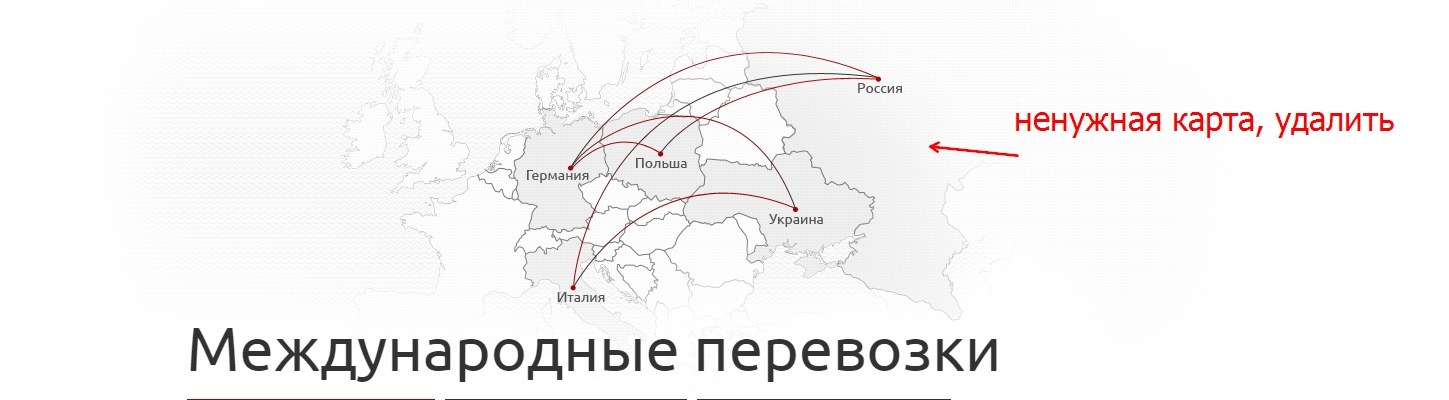 Россия
ненужная карта, удалить
Польша
Германия
Украина
Италия
Международные перевозки